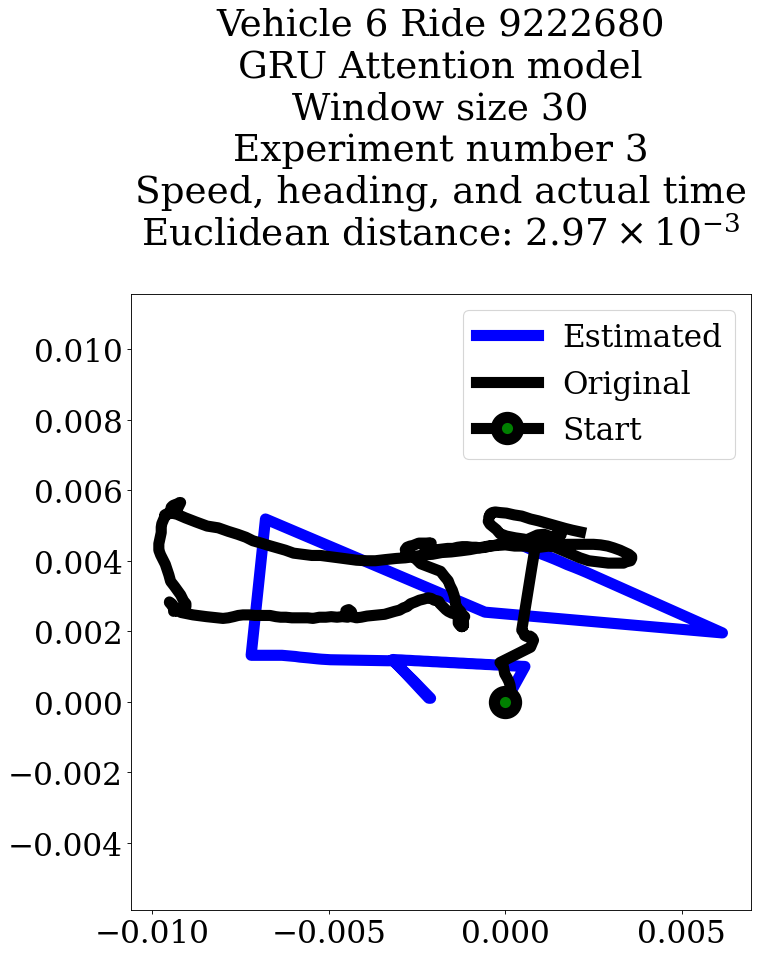 Vehicle 6 Ride 9222680
GRU Attention model
Window size 30
Experiment number 3
Speed, heading, and actual time
Euclidean distance: 2.97 × 10⁻³
Estimated
Original
Start
0.010
0.008
0.006
0.004
0.002
0.000
−0.002
−0.004
−0.010 −0.005 0.000 0.005